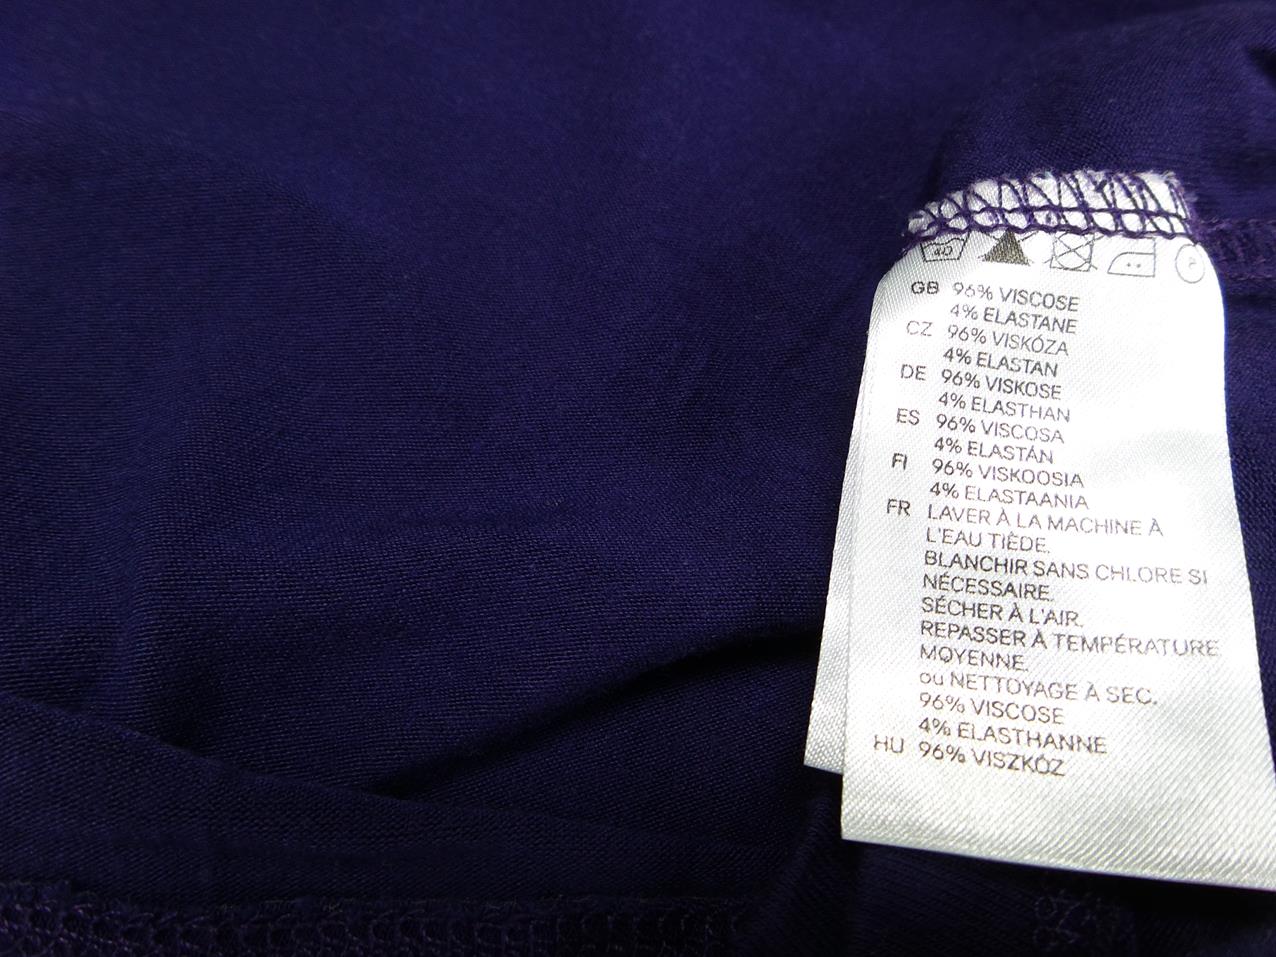 40
GB 96% VISCOSE
4% ELASTANE
CZ 96% VISKÓZA
4% ELASTAN
DE 96% VISKOSE
4% ELASTHAN
ES 96% VISCOSA
4% ELASTÁN
FI 96% VISKOOSIA
4% ELASTAANIA
FR LAVER À LA MACHINE À
L'EAU TIÈDE.
BLANCHIR SANS CHLORE SI
NÉCESSAIRE.
SÉCHER À L'AIR.
REPASSER À TEMPÉRATURE
MOYENNE.
ou NETTOYAGE À SEC.
96% VISCOSE
4% ELASTHANNE
HU 96% VISZKÓZ